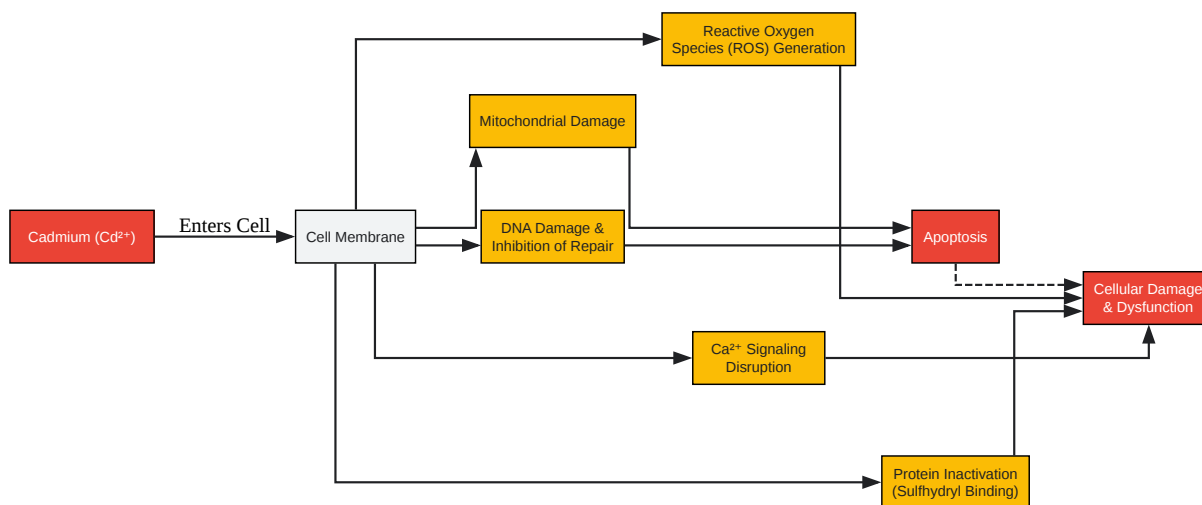 Reactive Oxygen
Species (ROS) Generation
Mitochondrial Damage
Cadmium (Cd²⁺)
Enters Cell
Cell Membrane
DNA Damage &
Inhibition of Repair
Apoptosis
Cellular Damage
& Dysfunction
Ca²⁺ Signaling
Disruption
Protein Inactivation
(Sulfhydryl Binding)